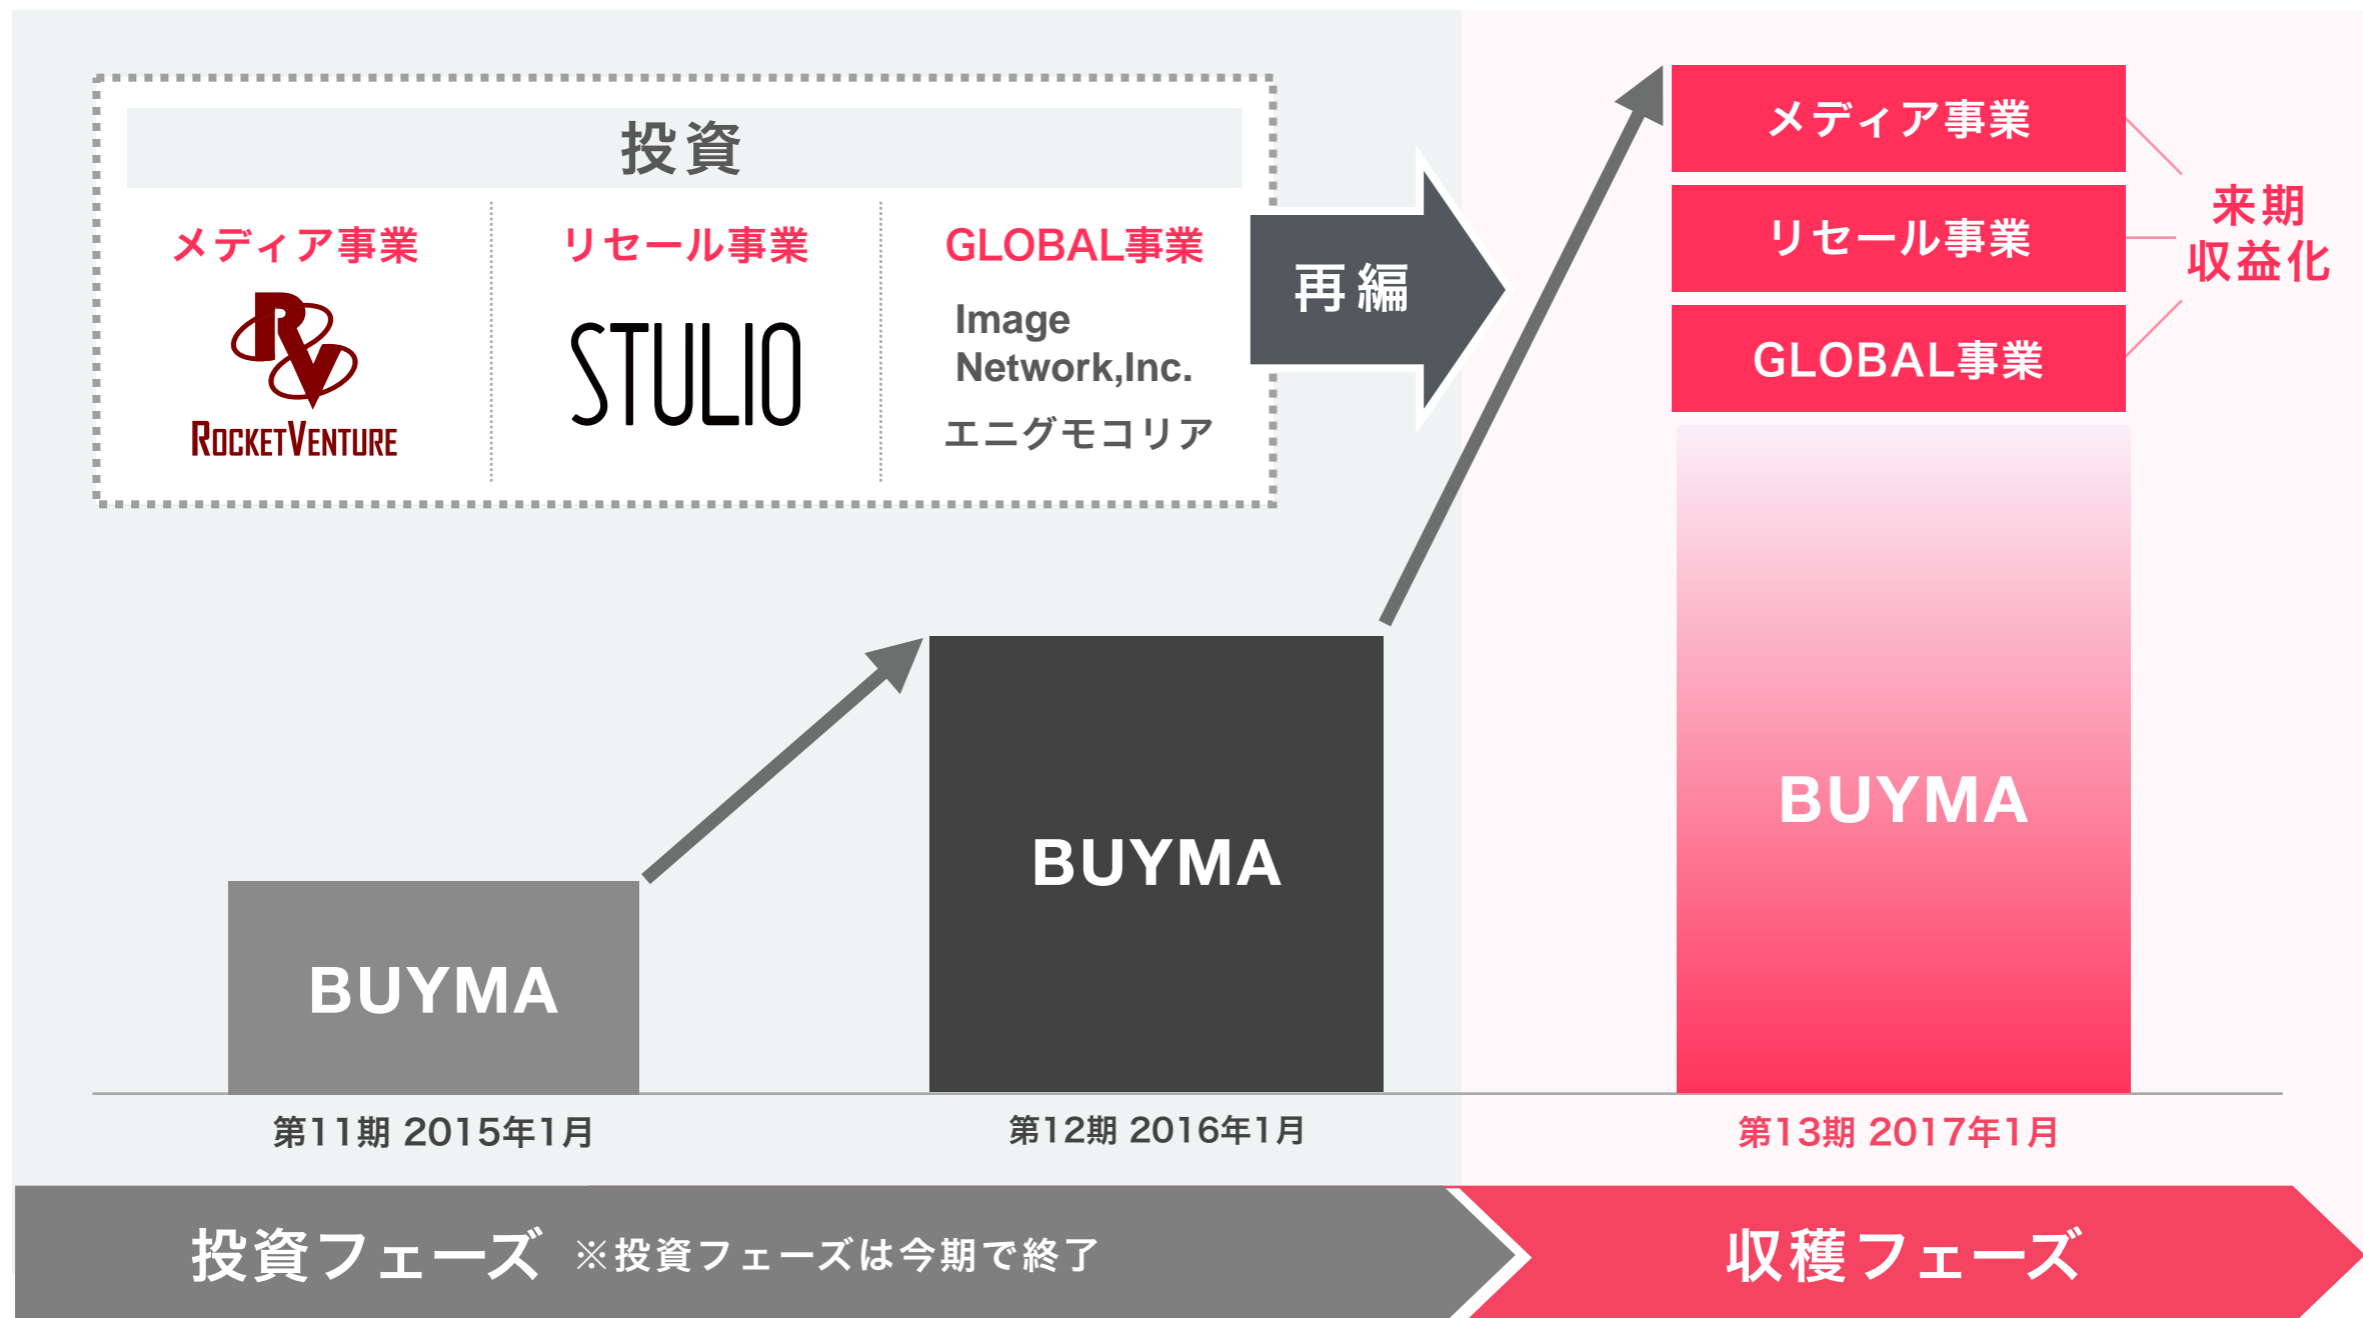 投資
メディア事業
リセール事業
GLOBAL事業
RV
ROCKETVENTURE
STULIO
Image
Network,Inc.
エニグモコリア
再編
メディア事業
リセール事業
GLOBAL事業
来期
収益化
BUYMA
BUYMA
BUYMA
第11期 2015年1月
第12期 2016年1月
第13期 2017年1月
投資フェーズ ※投資フェーズは今期で終了
収穫フェーズ